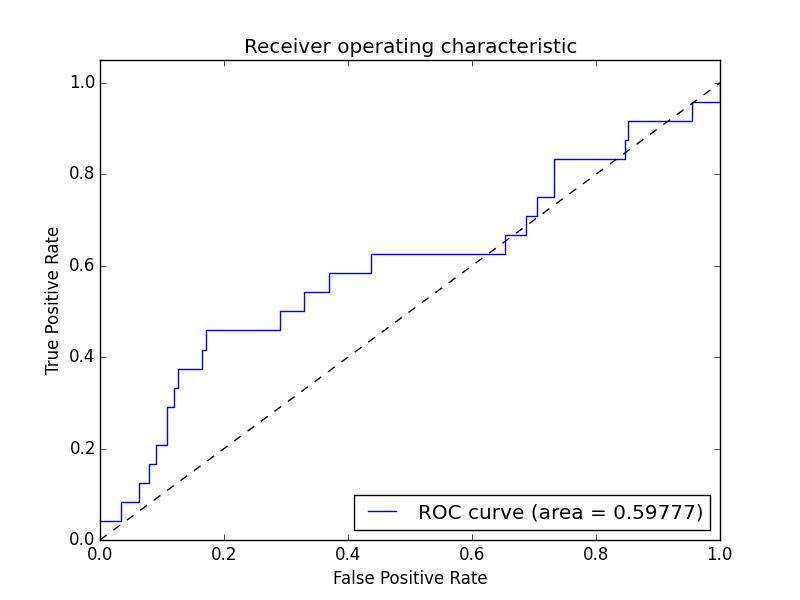 Receiver operating characteristic
True Positive Rate
1.0
0.8
0.6
0.4
0.2
0.0
ROC curve (area = 0.59777)
0.0 0.2 0.4 0.6 0.8 1.0
False Positive Rate